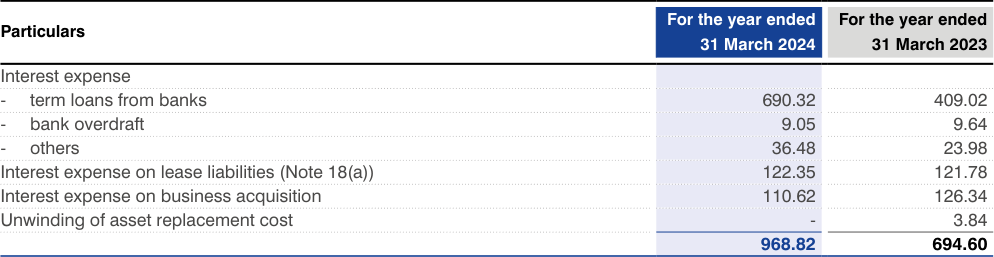 Particulars For the year ended 31 March 2024 For the year ended 31 March 2023
Interest expense
- term loans from banks 690.32 409.02
- bank overdraft 9.05 9.64
- others 36.48 23.98
Interest expense on lease liabilities (Note 18(a)) 122.35 121.78
Interest expense on business acquisition 110.62 126.34
Unwinding of asset replacement cost - 3.84
968.82 694.60